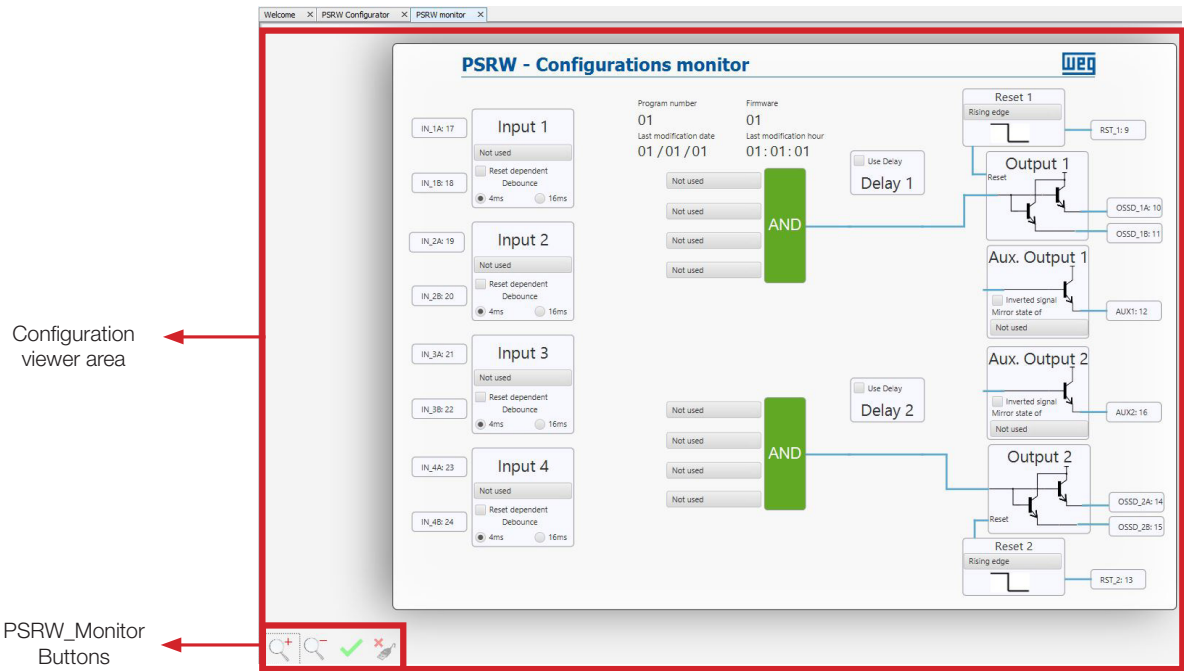 Welcome
PSRW Configurator
PSRW monitor
PSRW - Configurations monitor
weg
Configuration
viewer area
PSRW_Monitor
Buttons
IN_1A: 17
IN_1B: 18
Input 1
Not used
Reset dependent
Debounce
4ms 16ms
IN_2A: 19
IN_2B: 20
Input 2
Not used
Reset dependent
Debounce
4ms 16ms
IN_3A: 21
IN_3B: 22
Input 3
Not used
Reset dependent
Debounce
4ms 16ms
IN_4A: 23
IN_4B: 24
Input 4
Not used
Reset dependent
Debounce
4ms 16ms
Program number
01
Firmware
01
Last modification date
01/01/01
Last modification hour
01:01:01
Not used
Not used
Not used
Not used
AND
Use Delay
Delay 1
Not used
Not used
Not used
Not used
AND
Use Delay
Delay 2
Reset 1
Rising edge
RST_1: 9
Output 1
Reset
OSSD_1A: 10
OSSD_1B: 11
Aux. Output 1
Inverted signal
Mirror state of
Not used
AUX1: 12
Aux. Output 2
Inverted signal
Mirror state of
Not used
AUX2: 16
Output 2
Reset
OSSD_2A: 14
OSSD_2B: 15
Reset 2
Rising edge
RST_2: 13